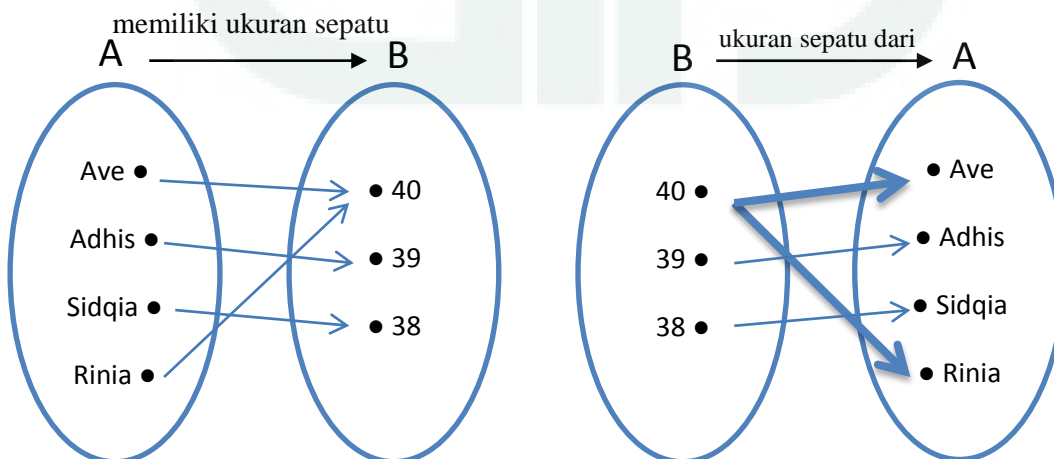 memiliki ukuran sepatu
A B
Ave
Adhis
Sidqia
Rinia
40
39
38
ukuran sepatu dari
B A
40
39
38
Ave
Adhis
Sidqia
Rinia